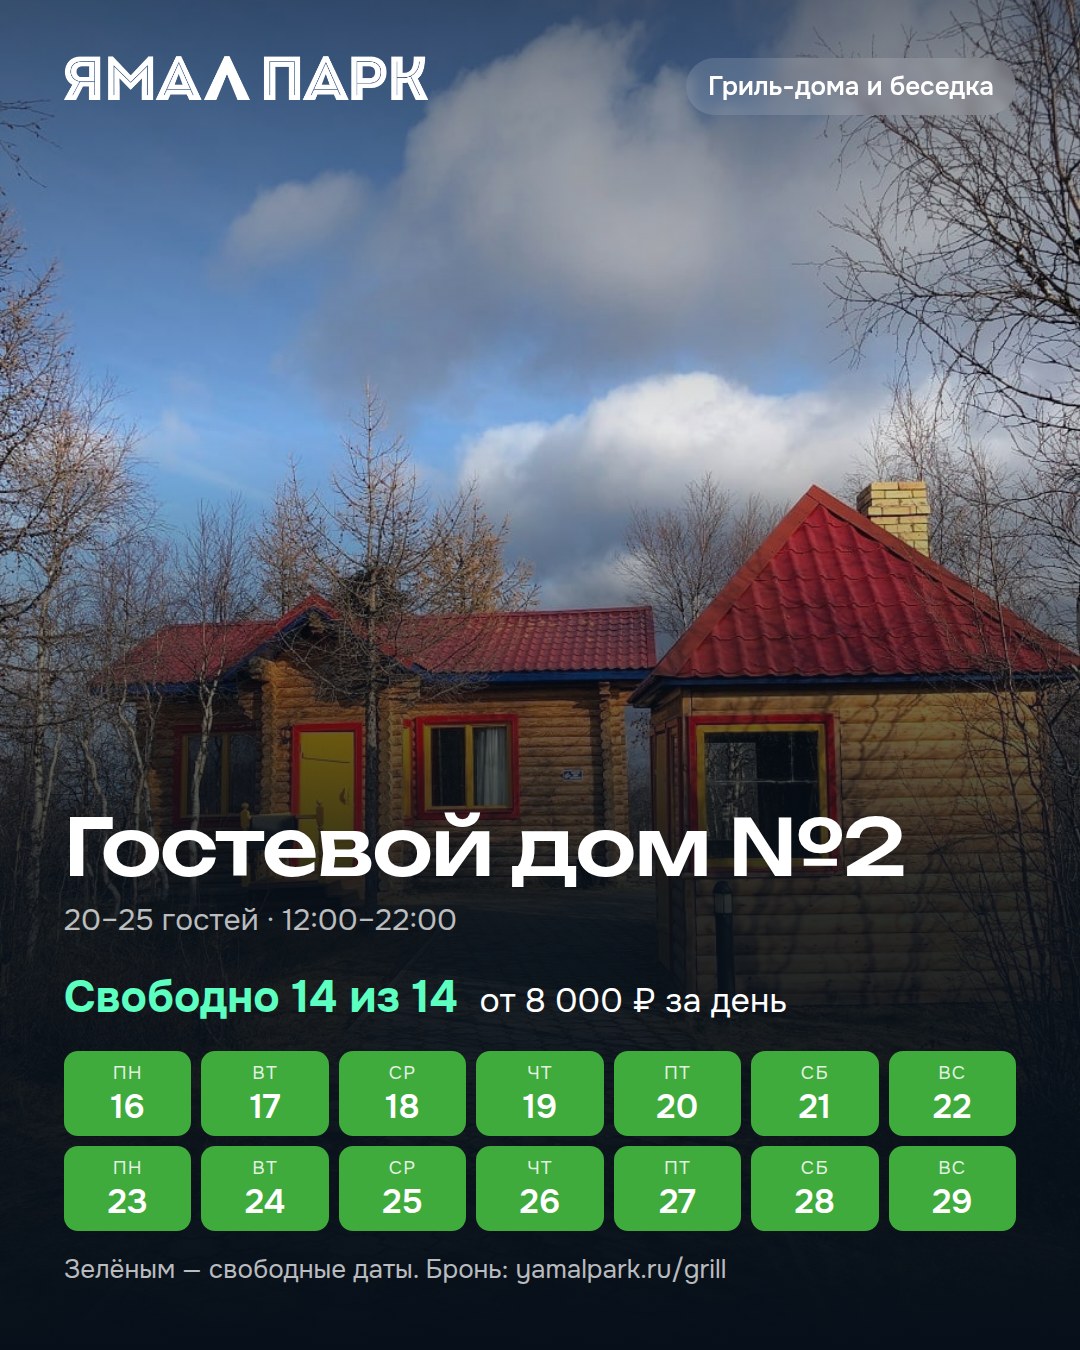 ЯМАЛ ПАРК
Гриль-дома и беседка
Гостевой дом №2
20–25 гостей · 12:00–22:00
Свободно 14 из 14 от 8 000 ₽ за день
ПН ВТ СР ЧТ ПТ СБ ВС
16 17 18 19 20 21 22
ПН ВТ СР ЧТ ПТ СБ ВС
23 24 25 26 27 28 29
Зелёным — свободные даты. Бронь: yamalpark.ru/grill